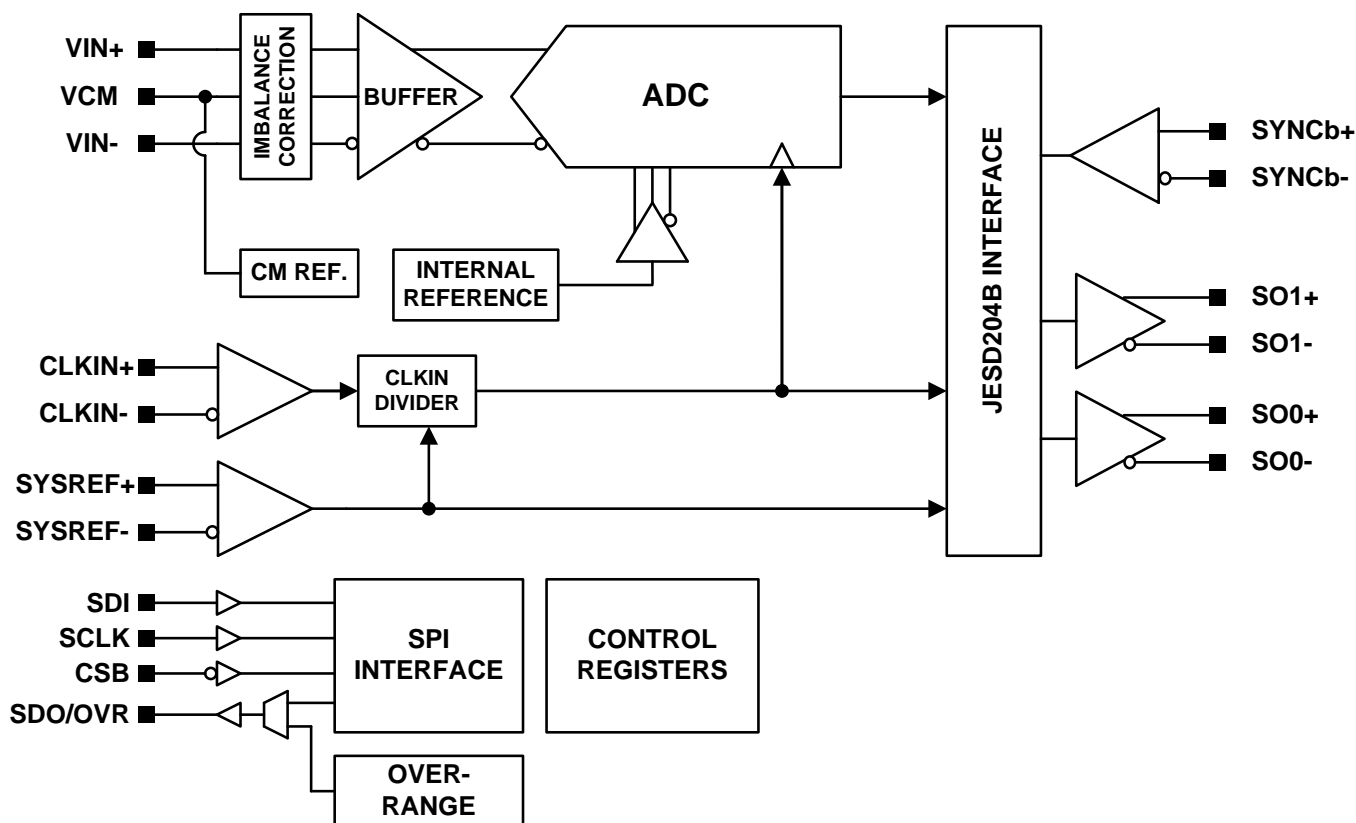 VIN+
VCM
VIN-
IMBALANCE
CORRECTION
BUFFER
ADC
CM REF.
INTERNAL
REFERENCE
CLKIN+
CLKIN-
CLKIN
DIVIDER
SYSREF+
SYSREF-
JESD204B INTERFACE
SYNCb+
SYNCb-
SO1+
SO1-
SO0+
SO0-
SDI
SCLK
CSB
SDO/OVR
SPI
INTERFACE
CONTROL
REGISTERS
OVER-
RANGE